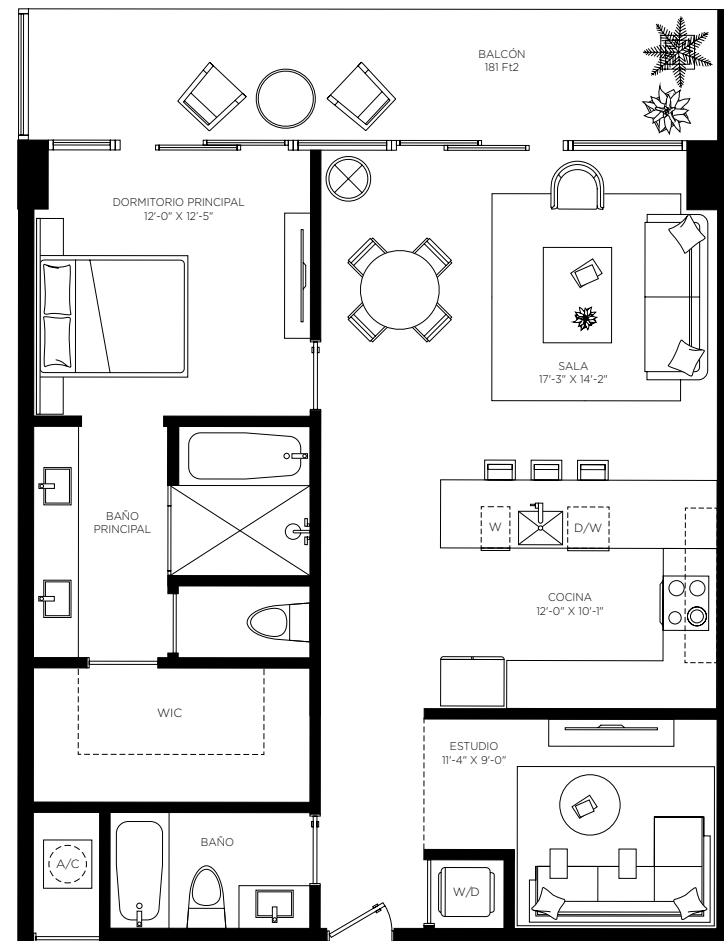 BALCÓN
181 Ft2
DORMITORIO PRINCIPAL
12'-0" X 12'-5"
SALA
17'-3" X 14'-2"
BAÑO
PRINCIPAL
W
D/W
COCINA
12'-0" X 10'-1"
WIC
ESTUDIO
11'-4" X 9'-0"
BAÑO
A/C
W/D